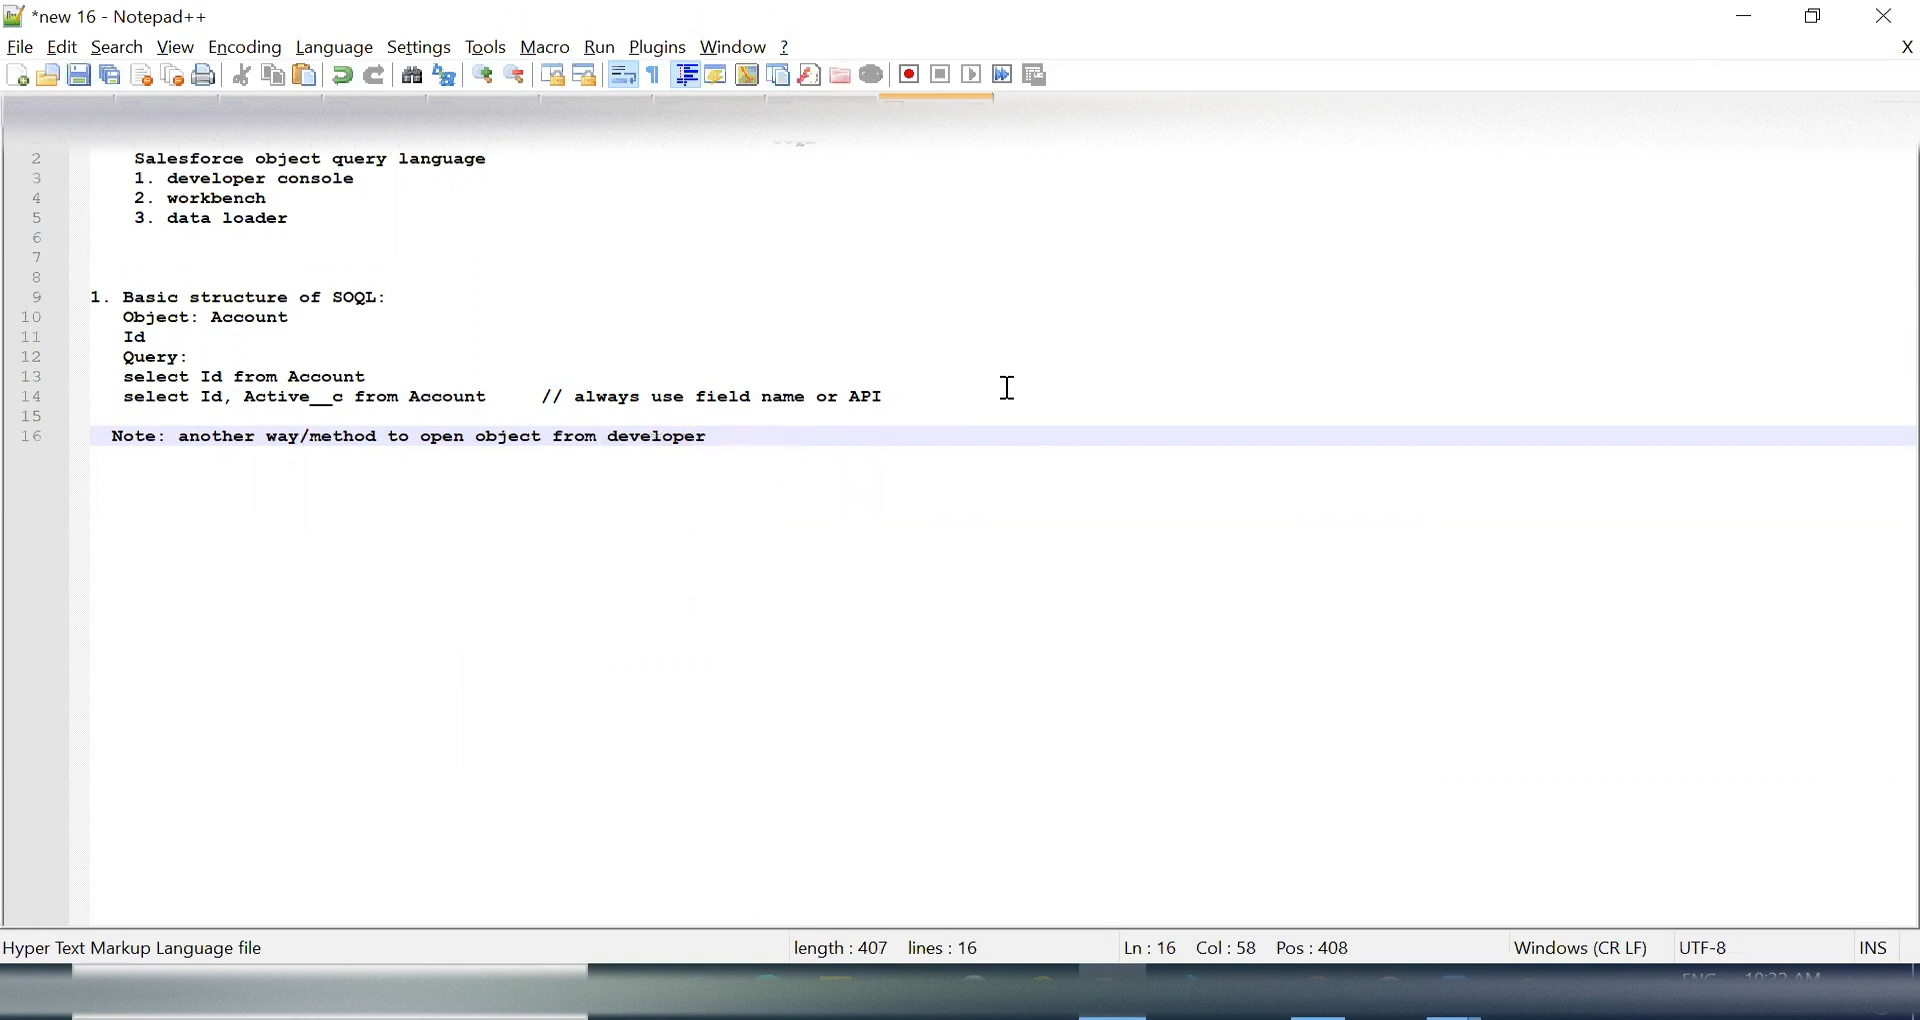 *new 16 - Notepad++
File Edit Search View Encoding Language Settings Tools Macro Run Plugins Window ?
X
2 Salesforce object query language
3 1. developer console
4 2. workbench
5 3. data loader
6
7
8
9 1. Basic structure of SOQL:
10 Object: Account
11 Id
12 Query:
13 select Id from Account
14 select Id, Active__c from Account // always use field name or API
15
16 Note: another way/method to open object from developer
Hyper Text Markup Language file length : 407 lines : 16 Ln : 16 Col : 58 Pos : 408 Windows (CR LF) UTF-8 INS